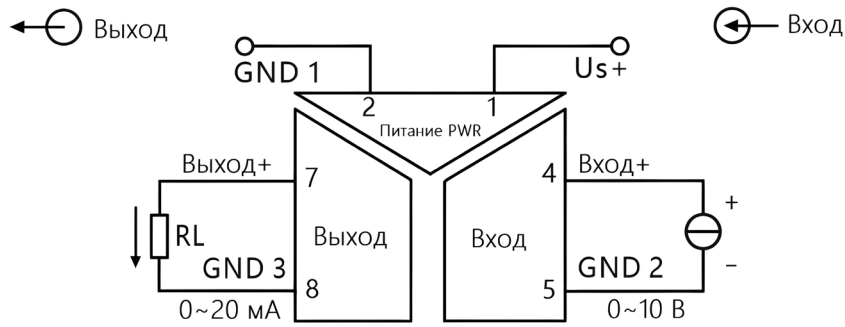 Выход
Вход
GND 1
Us+
2
1
Питание PWR
Выход+
7
4
Вход+
+
RL
Выход
Вход
GND 3
8
5
GND 2
−
0~20 мА
0~10 В